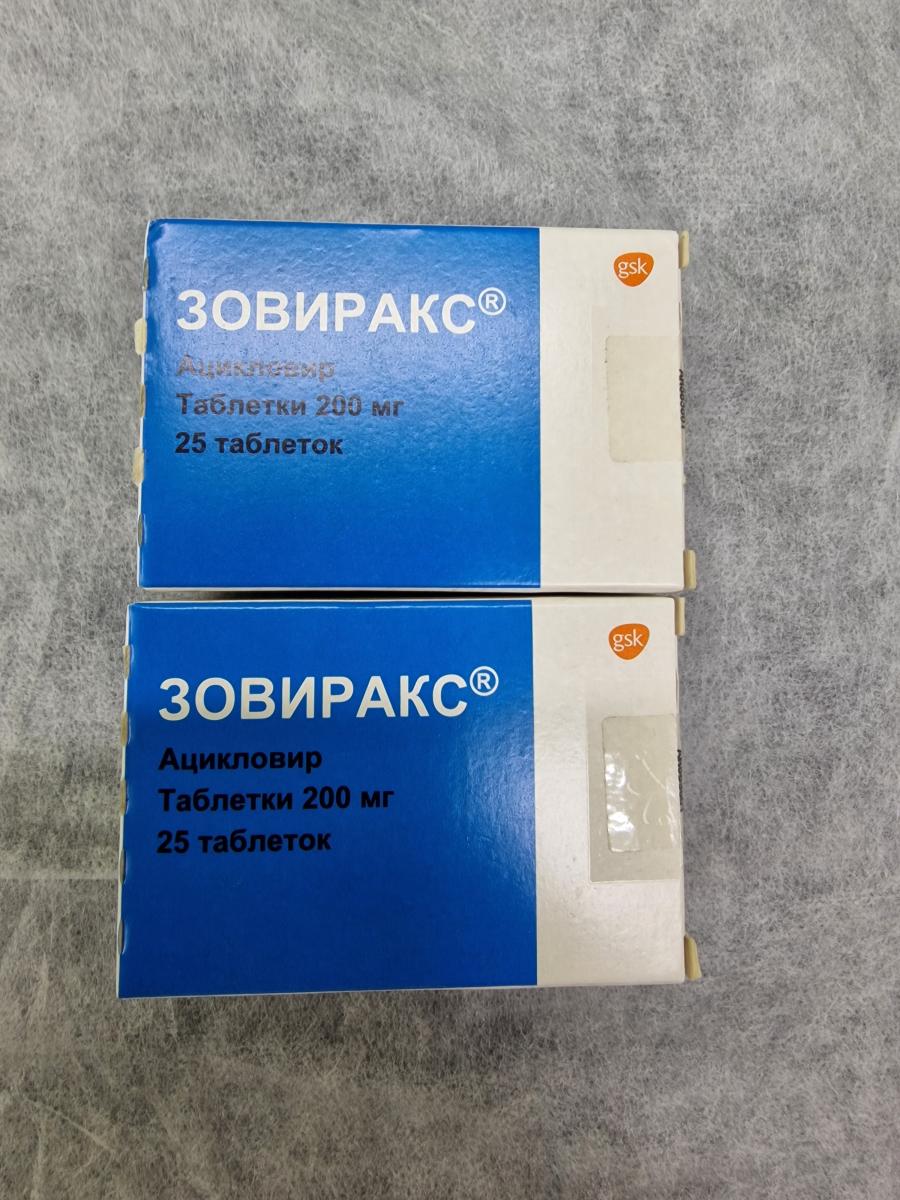 gsk
ЗОВИРАКС®
Ацикловир
Таблетки 200 мг
25 таблеток
gsk
ЗОВИРАКС®
Ацикловир
Таблетки 200 мг
25 таблеток